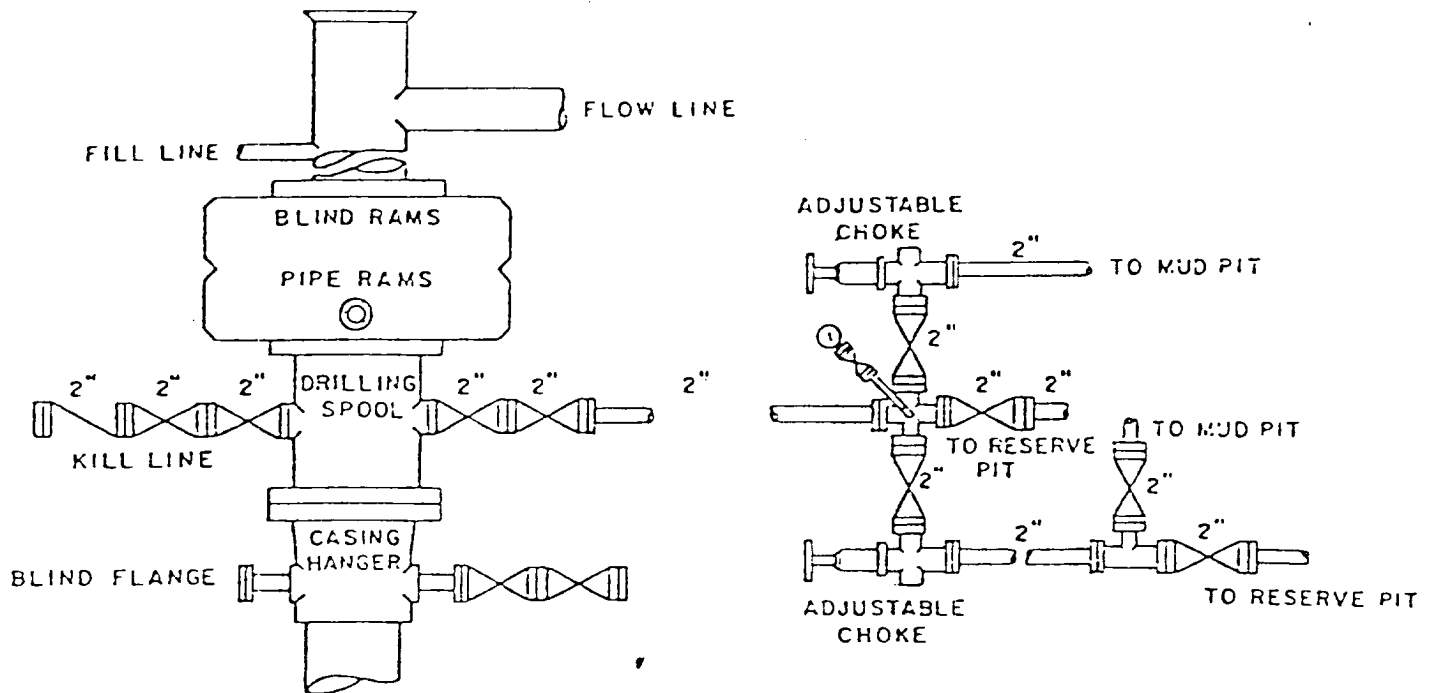 FLOW LINE
FILL LINE
BLIND RAMS
PIPE RAMS
2" 2" 2" DRILLING SPOOL 2" 2" 2"
KILL LINE
CASING
HANGER
BLIND FLANGE
ADJUSTABLE
CHOKE
2"
TO MUD PIT
2"
2" 2"
TO RESERVE
PIT
TO MUD PIT
2"
2"
2"
2"
TO RESERVE PIT
ADJUSTABLE
CHOKE